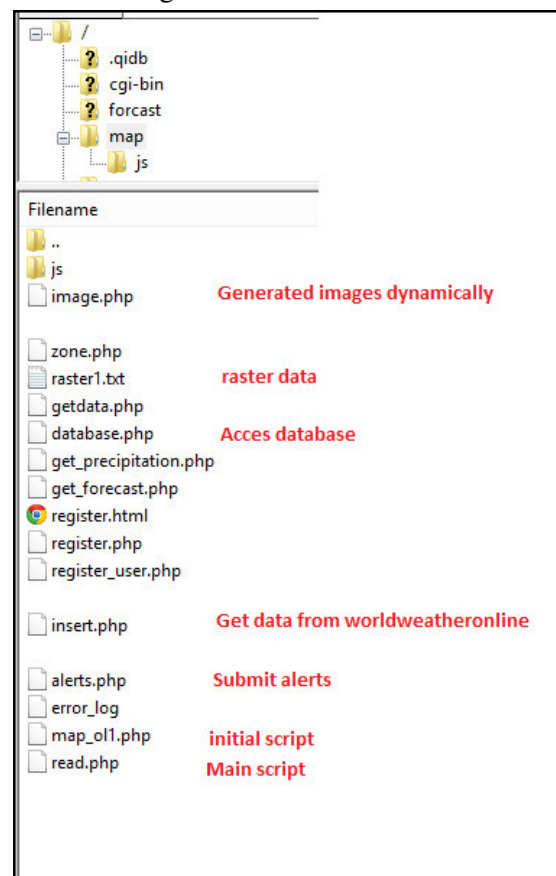 /
.qidb
cgi-bin
forcast
map
js
Filename
..
js
image.php Generated images dynamically
zone.php
raster1.txt raster data
getdata.php
database.php Acces database
get_precipitation.php
get_forecast.php
register.html
register.php
register_user.php
insert.php Get data from worldweatheronline
alerts.php Submit alerts
error_log
map_ol1.php initial script
read.php Main script